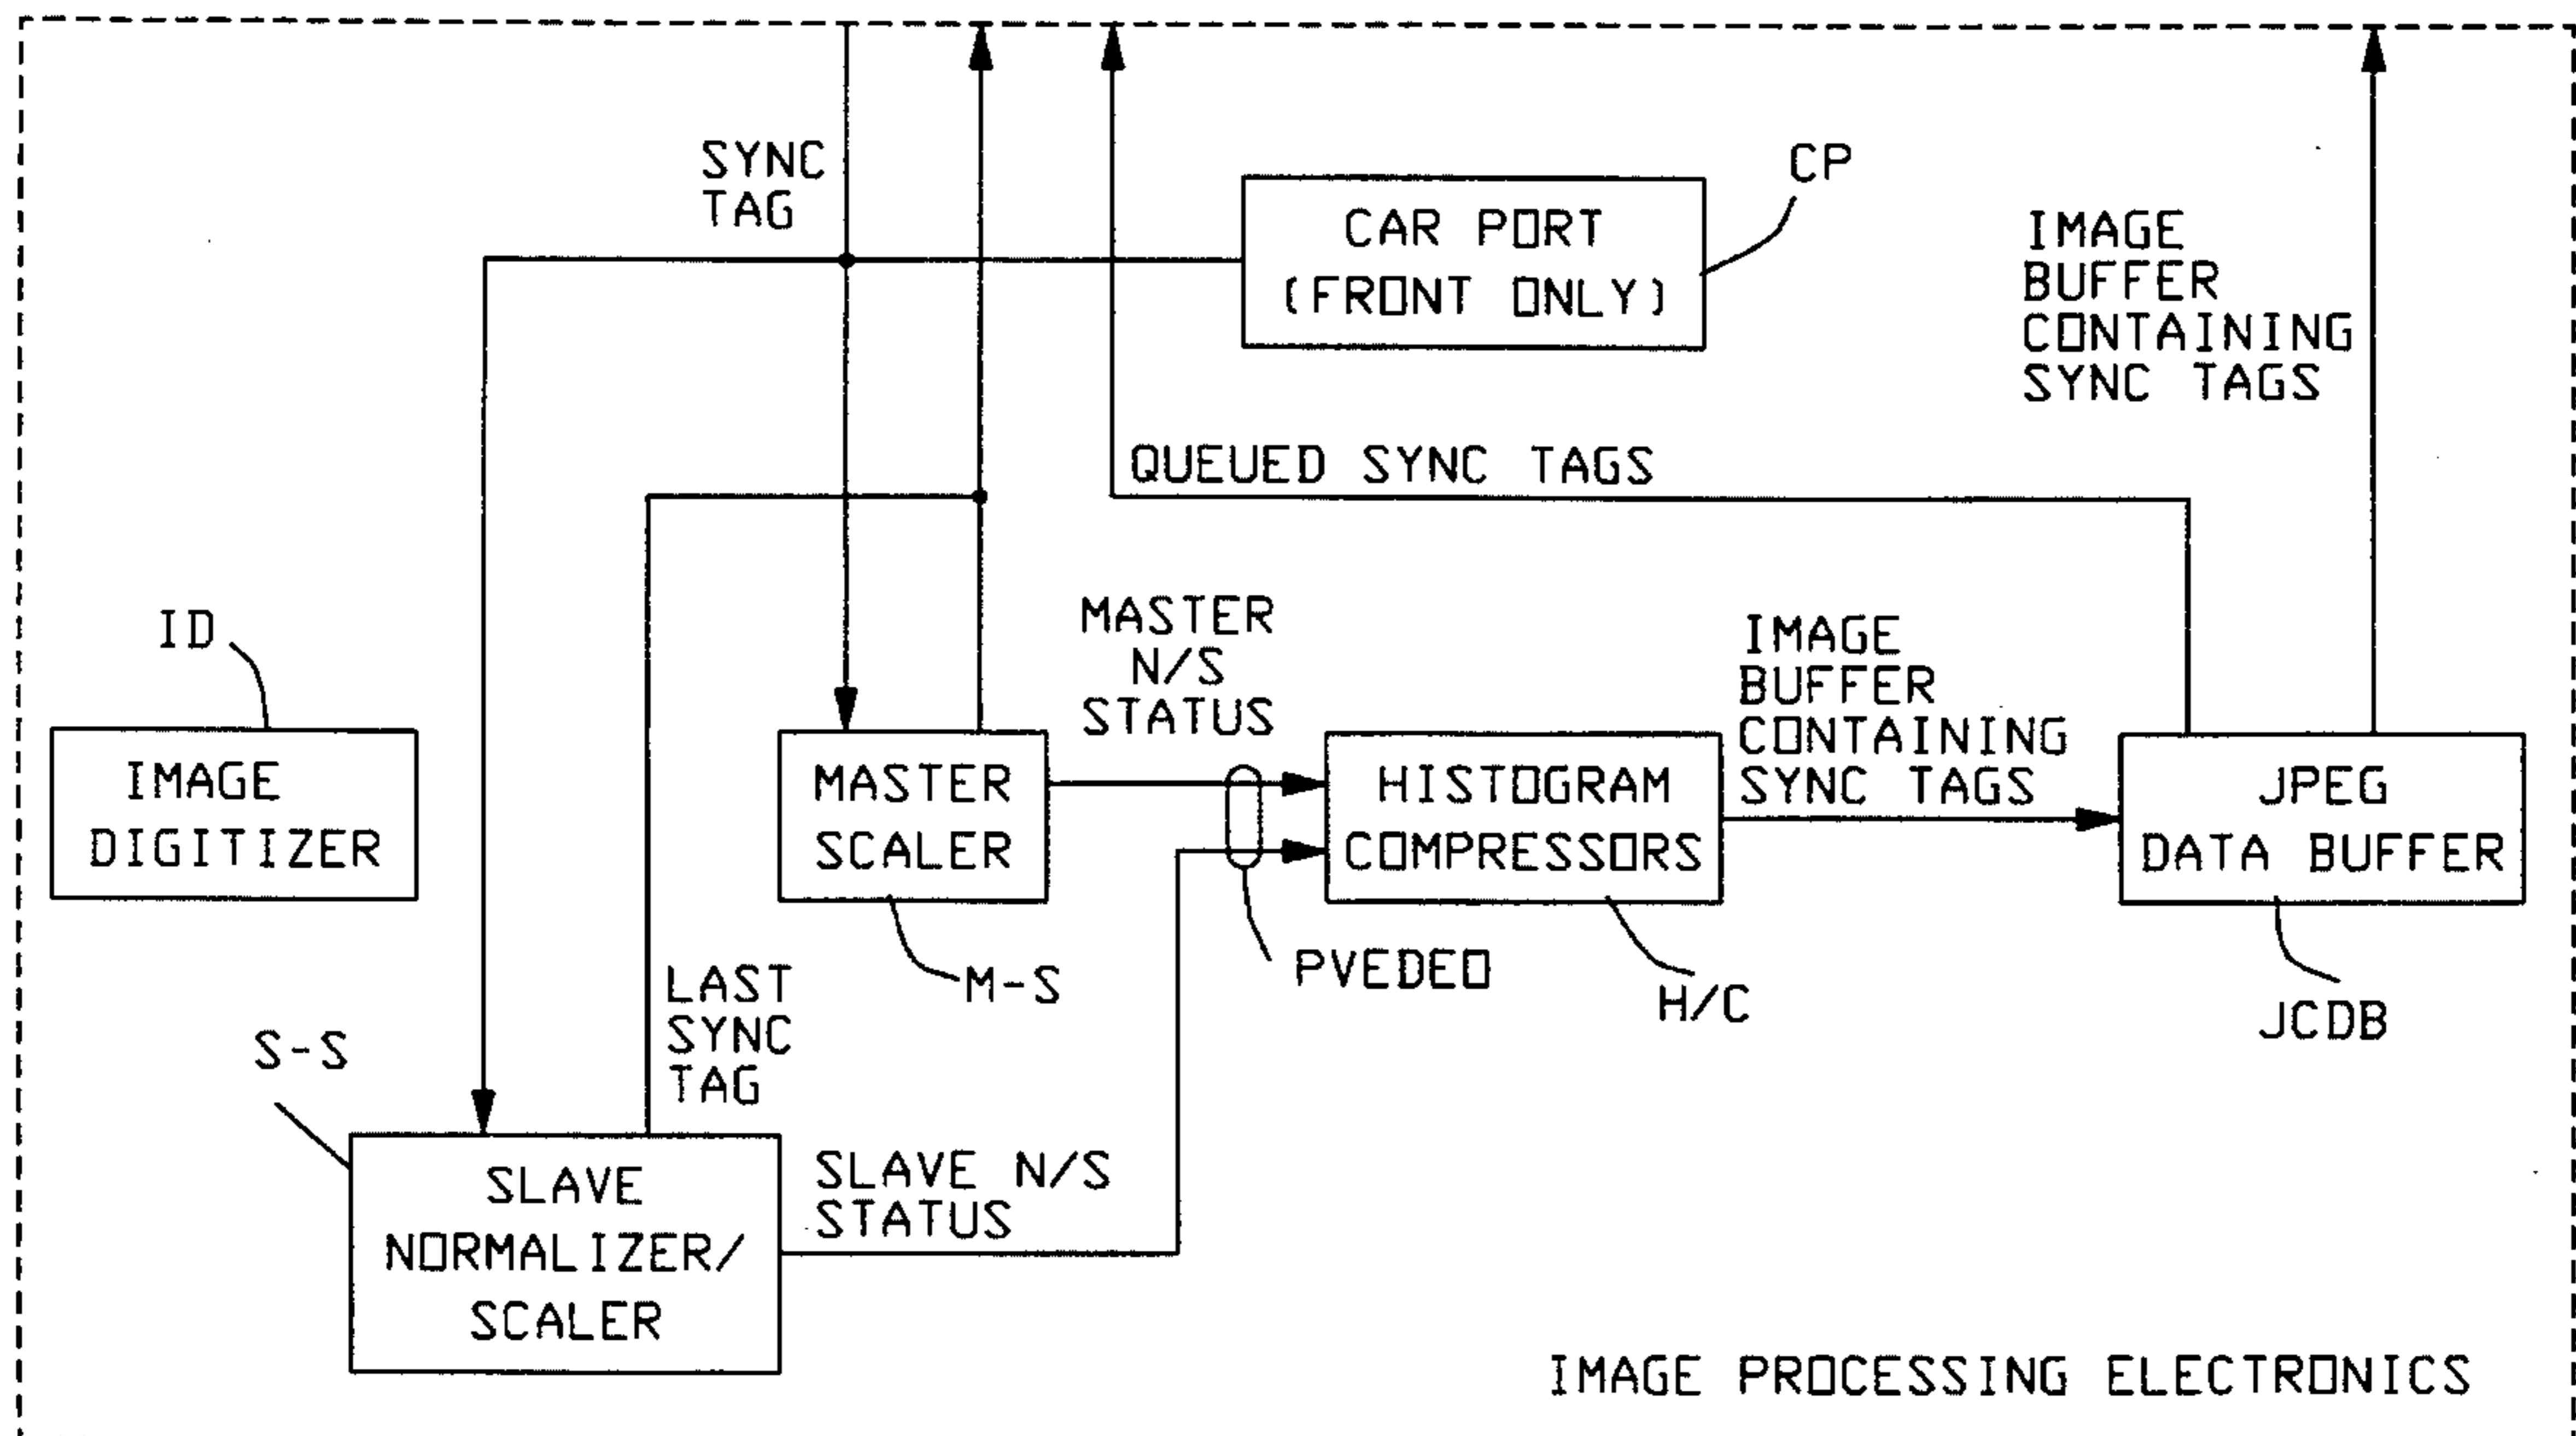 SYNC
TAG
CP
CAR PORT
(FRONT ONLY)
IMAGE
BUFFER
CONTAINING
SYNC TAGS
QUEUED SYNC TAGS
ID
IMAGE
DIGITIZER
MASTER
N/S
STATUS
MASTER
SCALER
M-S
PVEDEO
HISTOGRAM
COMPRESSORS
H/C
IMAGE
BUFFER
CONTAINING
SYNC TAGS
JPEG
DATA BUFFER
JCDB
LAST
SYNC
TAG
S-S
SLAVE
NORMALIZER/
SCALER
SLAVE N/S
STATUS
IMAGE PROCESSING ELECTRONICS